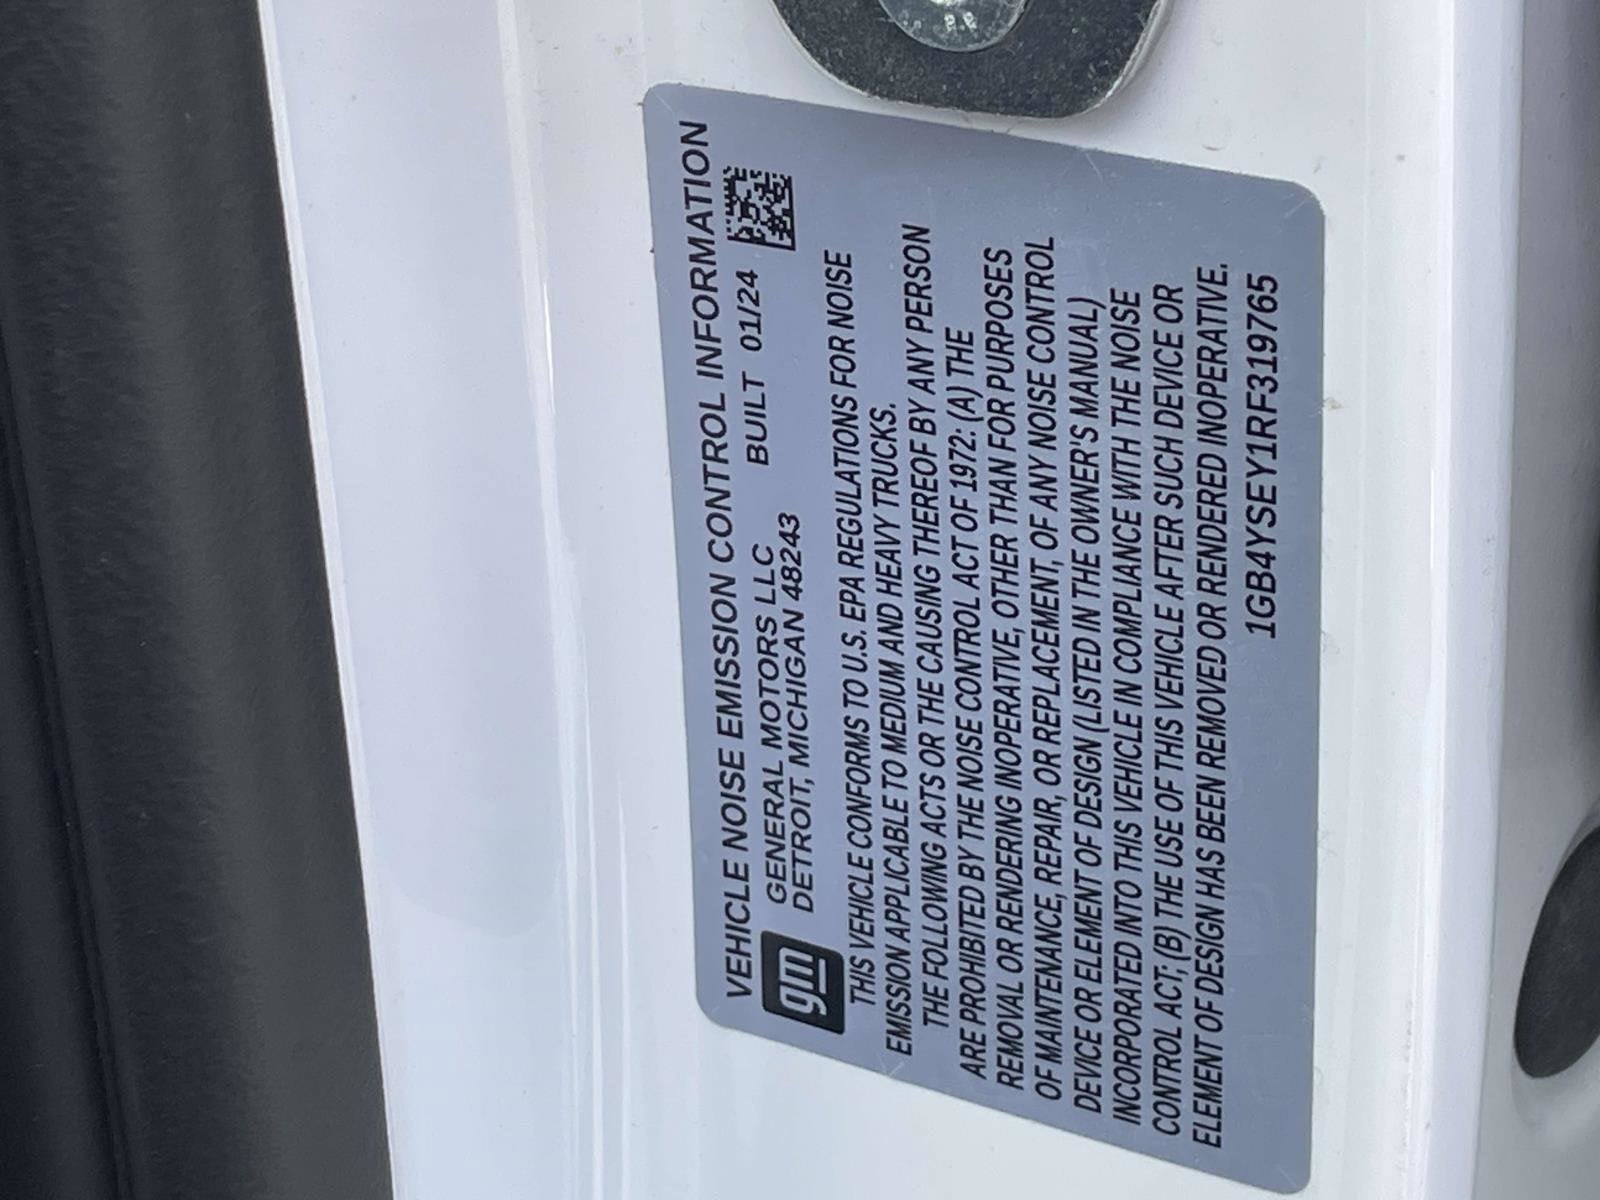 VEHICLE NOISE EMISSION CONTROL INFORMATION
gm
GENERAL MOTORS LLC BUILT 01/24
DETROIT, MICHIGAN 48243
THIS VEHICLE CONFORMS TO U.S. EPA REGULATIONS FOR NOISE
EMISSION APPLICABLE TO MEDIUM AND HEAVY TRUCKS.
THE FOLLOWING ACTS OR THE CAUSING THEREOF BY ANY PERSON
ARE PROHIBITED BY THE NOISE CONTROL ACT OF 1972: (A) THE
REMOVAL OR RENDERING INOPERATIVE, OTHER THAN FOR PURPOSES
OF MAINTENANCE, REPAIR, OR REPLACEMENT, OF ANY NOISE CONTROL
DEVICE OR ELEMENT OF DESIGN (LISTED IN THE OWNER'S MANUAL)
INCORPORATED INTO THIS VEHICLE IN COMPLIANCE WITH THE NOISE
CONTROL ACT; (B) THE USE OF THIS VEHICLE AFTER SUCH DEVICE OR
ELEMENT OF DESIGN HAS BEEN REMOVED OR RENDERED INOPERATIVE.
1GB4YSEY1RF319765